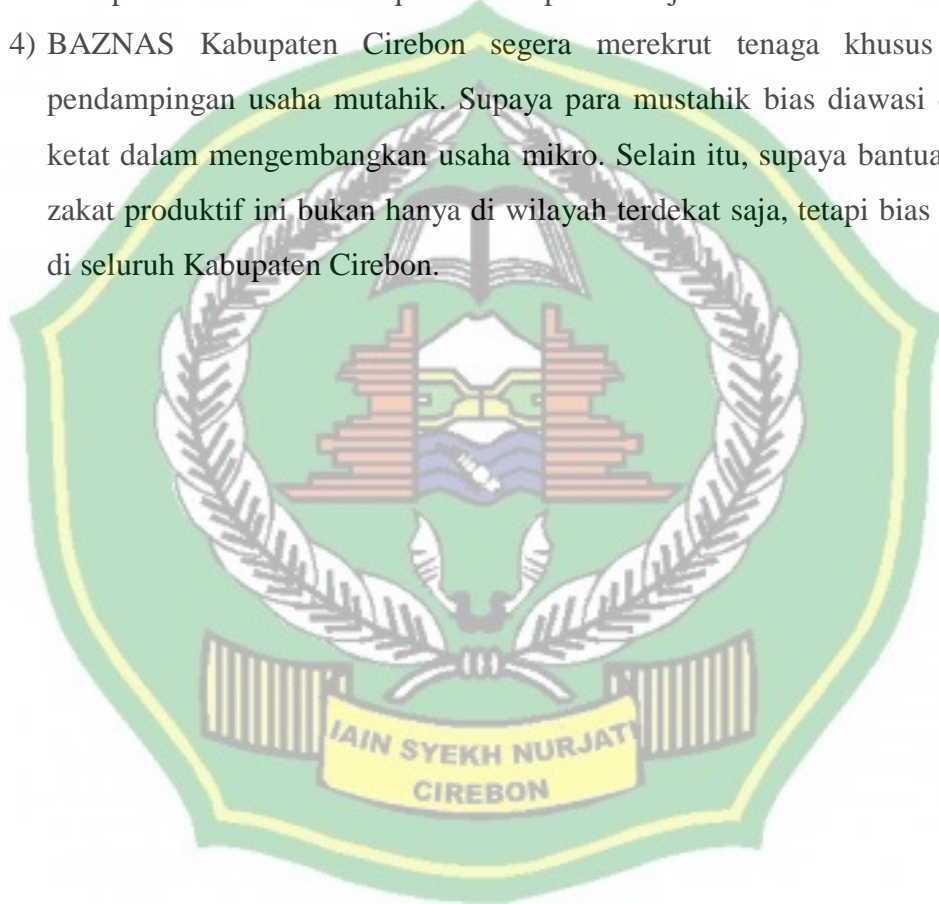 4) BAZNAS Kabupaten Cirebon segera merekrut tenaga khusus
pendampingan usaha mutahik. Supaya para mustahik bias diawasi
ketat dalam mengembangkan usaha mikro. Selain itu, supaya
zakat produktif ini bukan hanya di wilayah terdekat saja, tetapi bias
di seluruh Kabupaten Cirebon.
IAIN SYEKH NURJATI
CIREBON